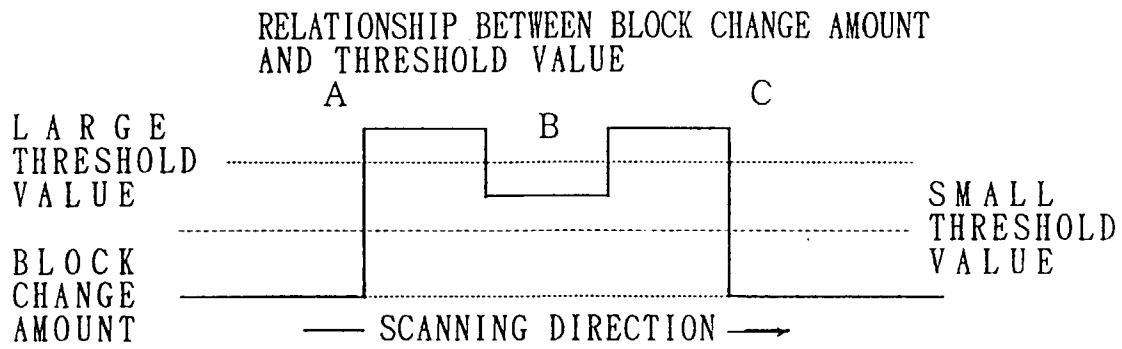 RELATIONSHIP BETWEEN BLOCK CHANGE AMOUNT
AND THRESHOLD VALUE
A
C
B
LARGE
THRESHOLD
VALUE
SMALL
THRESHOLD
VALUE
BLOCK
CHANGE
AMOUNT
SCANNING DIRECTION